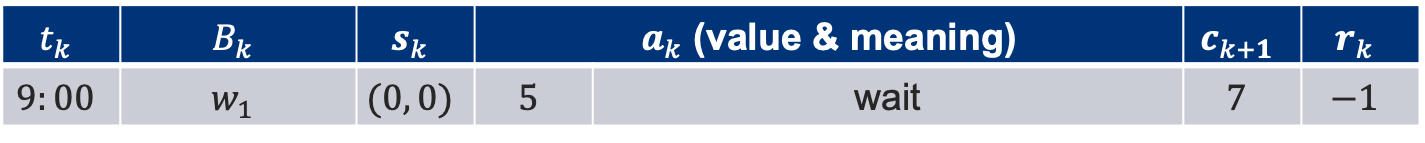 t_k B_k s_k a_k (value & meaning) c_{k+1} r_k
9:00 w_1 (0,0) 5 wait 7 −1